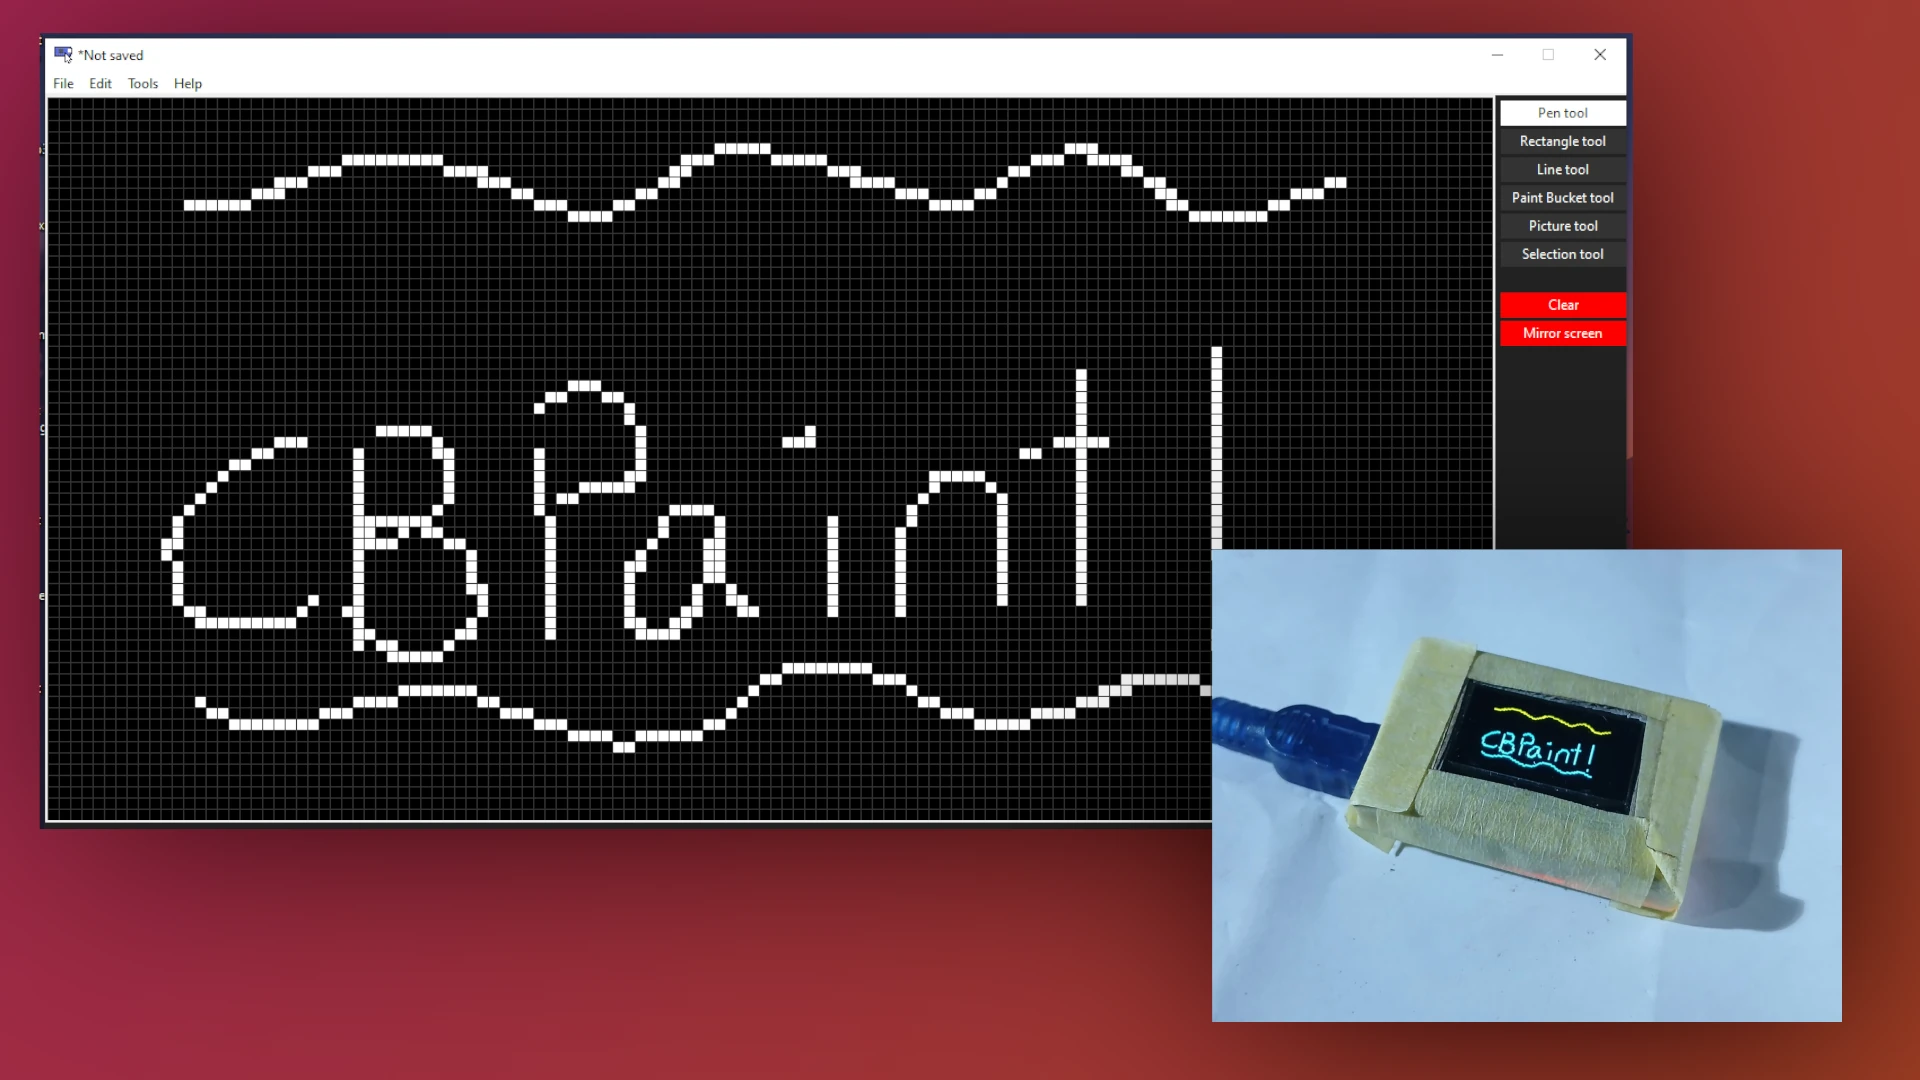 *Not saved
File Edit Tools Help
Pen tool
Rectangle tool
Line tool
Paint Bucket tool
Picture tool
Selection tool
Clear
Mirror screen
CBPaint!
CBPaint!